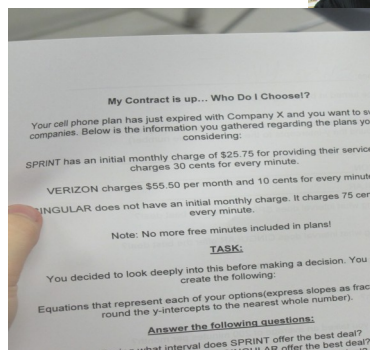 My Contract is up... Who Do I Choose!?
Your cell phone plan has just expired with Company X and you want to
companies. Below is the information you gathered regarding the plans
considering:
SPRINT has an initial monthly charge of $25.75 for providing their
charges 30 cents for every minute.
VERIZON charges $55.50 per month and 10 cents for every
INGULAR does not have an initial monthly charge. It charges 75
every minute.
Note: No more free minutes included in plans!
TASK:
You decided to look deeply into this before making a decision. You
create the following:
Equations that represent each of your options(express slopes as
round the y-intercepts to the nearest whole number).
Answer the following questions:
what interval does SPRINT offer the best deal?
AR offer the best deal?